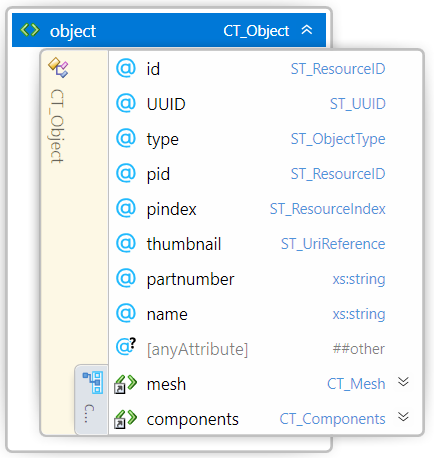 object CT_Object
CT_Object
@ id ST_ResourceID
@ UUID ST_UUID
@ type ST_ObjectType
@ pid ST_ResourceID
@ pindex ST_ResourceIndex
@ thumbnail ST_UriReference
@ partnumber xs:string
@ name xs:string
@? [anyAttribute] ##other
mesh CT_Mesh
C...
components CT_Components